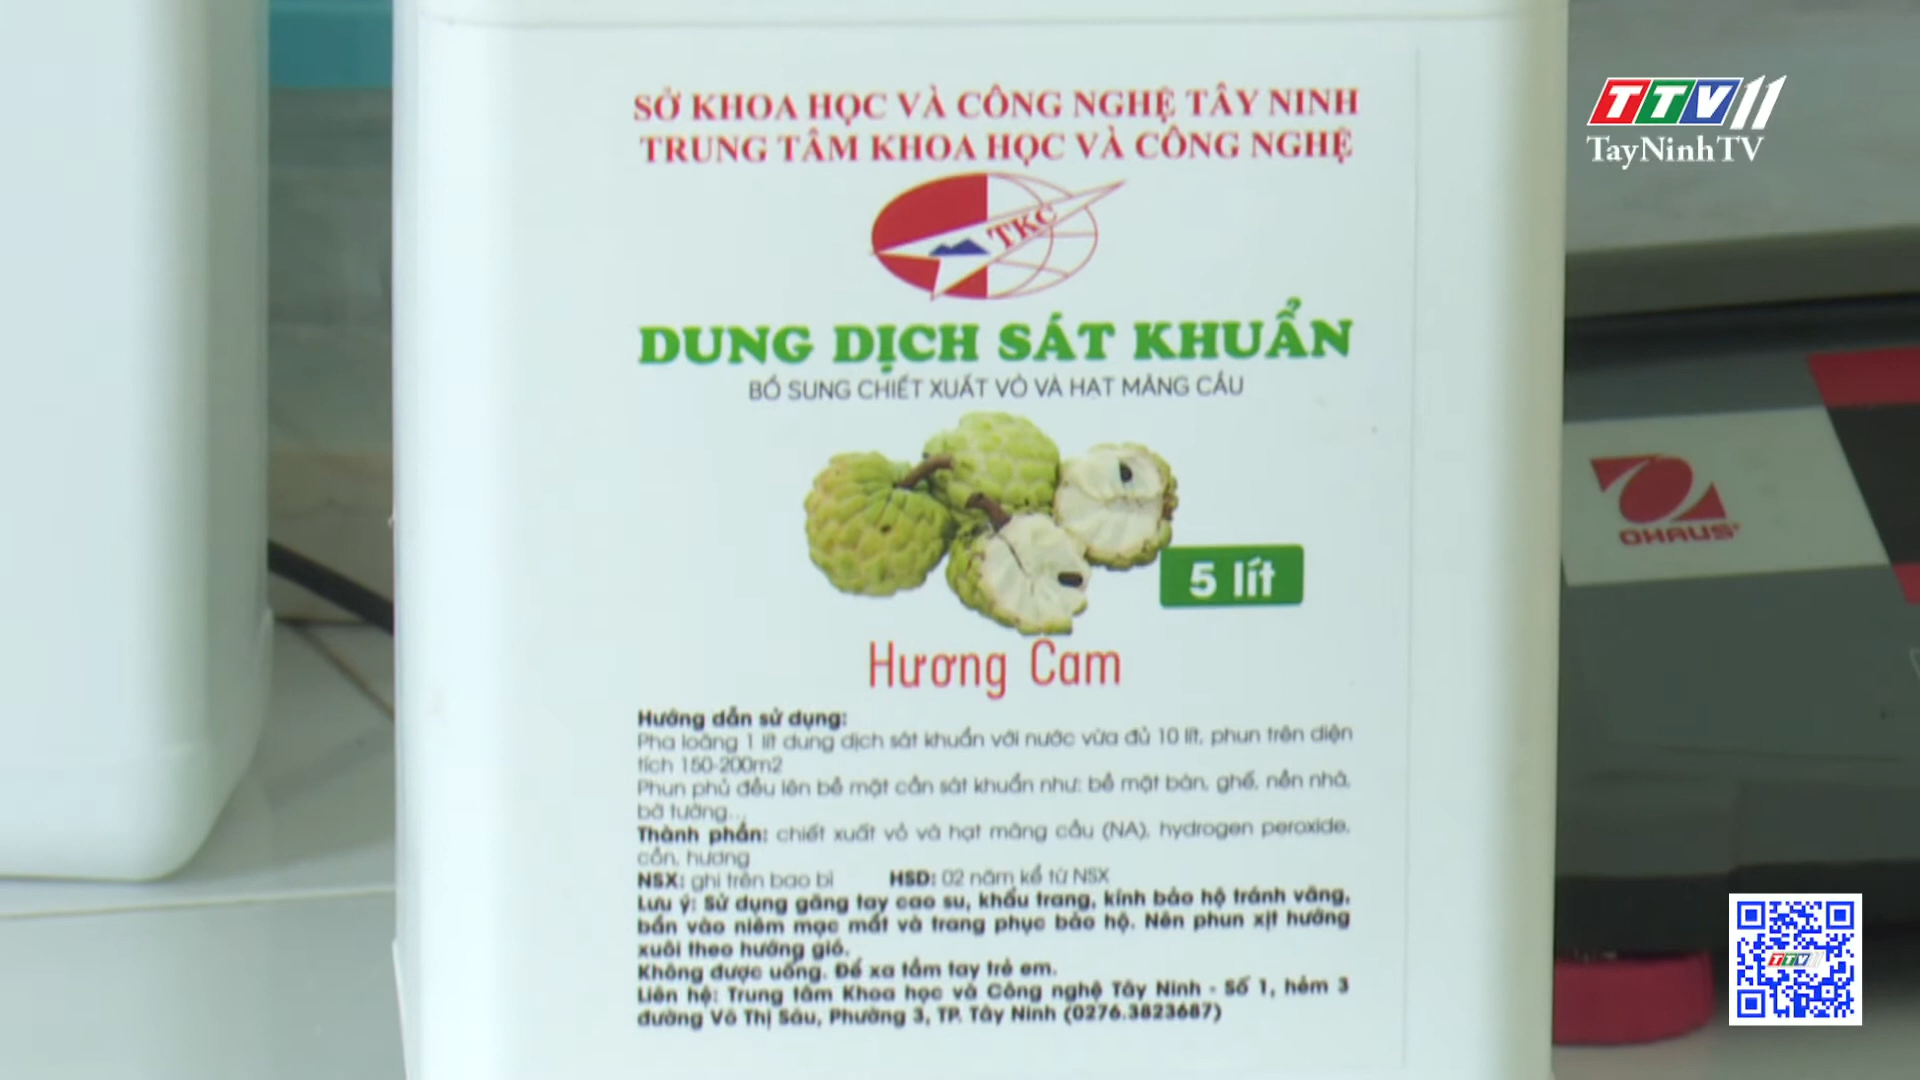 SỞ KHOA HỌC VÀ CÔNG NGHỆ TÂY NINH
TRUNG TÂM KHOA HỌC VÀ CÔNG NGHỆ
TTV11
TayNinhTV
TKC
DUNG DỊCH SÁT KHUẨN
BỔ SUNG CHIẾT XUẤT VỎ VÀ HẠT MÃNG CẦU
OHAUS
5 lít
Hương Cam
Hướng dẫn sử dụng:
Pha loãng 1 lít dung dịch sát khuẩn với nước vừa đủ 10 lít, phun trên diện
tích 150-200m2
Phun phủ đều lên bề mặt cần sát khuẩn như: bề mặt bàn, ghế, nền nhà,
bờ tường...
Thành phần: chiết xuất vỏ và hạt mãng cầu (NA), hydrogen peroxide,
cồn, hương
NSX: ghi trên bao bì HSD: 02 năm kể từ NSX
Lưu ý: Sử dụng găng tay cao su, khẩu trang, kính bảo hộ tránh văng,
bắn vào niêm mạc mắt và trang phục bảo hộ. Nên phun xịt hướng
xuôi theo hướng gió.
Không được uống. Để xa tầm tay trẻ em.
Liên hệ: Trung tâm Khoa học và Công nghệ Tây Ninh - Số 1, hẻm 3
đường Võ Thị Sáu, Phường 3, TP. Tây Ninh (0276.3823687)
TTV11